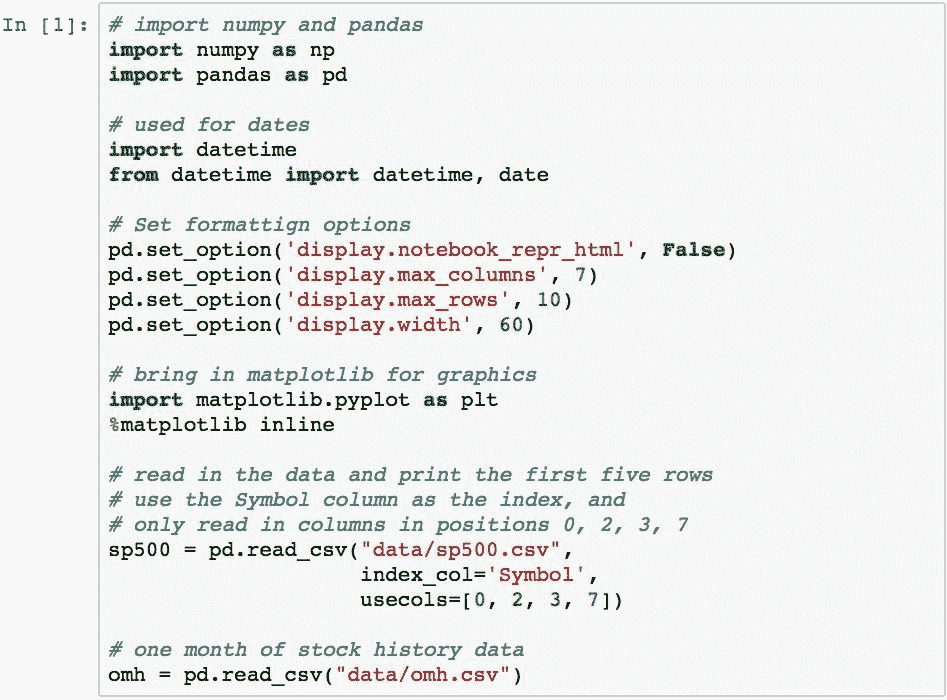 In [1]: # import numpy and pandas
import numpy as np
import pandas as pd
# used for dates
import datetime
from datetime import datetime, date
# Set formattign options
pd.set_option('display.notebook_repr_html', False)
pd.set_option('display.max_columns', 7)
pd.set_option('display.max_rows', 10)
pd.set_option('display.width', 60)
# bring in matplotlib for graphics
import matplotlib.pyplot as plt
%matplotlib inline
# read in the data and print the first five rows
# use the Symbol column as the index, and
# only read in columns in positions 0, 2, 3, 7
sp500 = pd.read_csv("data/sp500.csv",
index_col='Symbol',
usecols=[0, 2, 3, 7])
# one month of stock history data
omh = pd.read_csv("data/omh.csv")